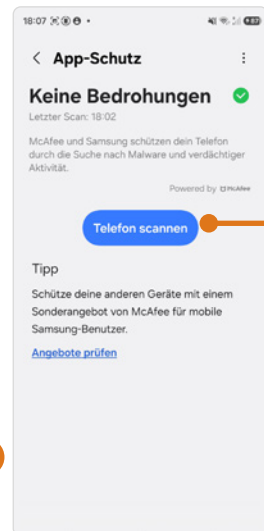 18:07
87
App-Schutz
Keine Bedrohungen
Letzter Scan: 18:02
McAfee und Samsung schützen dein Telefon
durch die Suche nach Malware und verdächtiger
Aktivität.
Powered by McAfee
Telefon scannen
Tipp
Schütze deine anderen Geräte mit einem
Sonderangebot von McAfee für mobile
Samsung-Benutzer.
Angebote prüfen